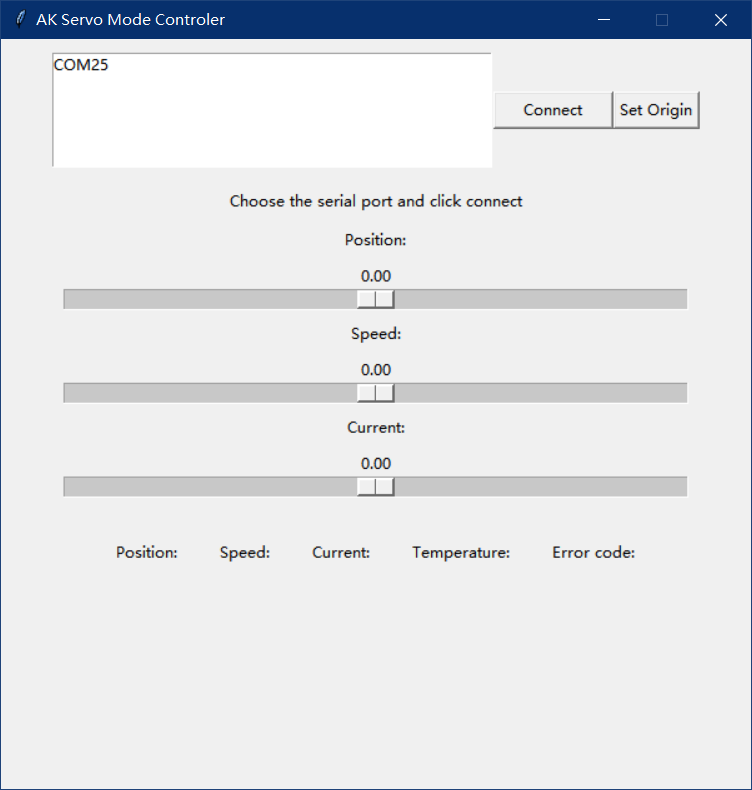 AK Servo Mode Controler
COM25
Connect
Set Origin
Choose the serial port and click connect
Position:
0.00
Speed:
0.00
Current:
0.00
Position: Speed: Current: Temperature: Error code: